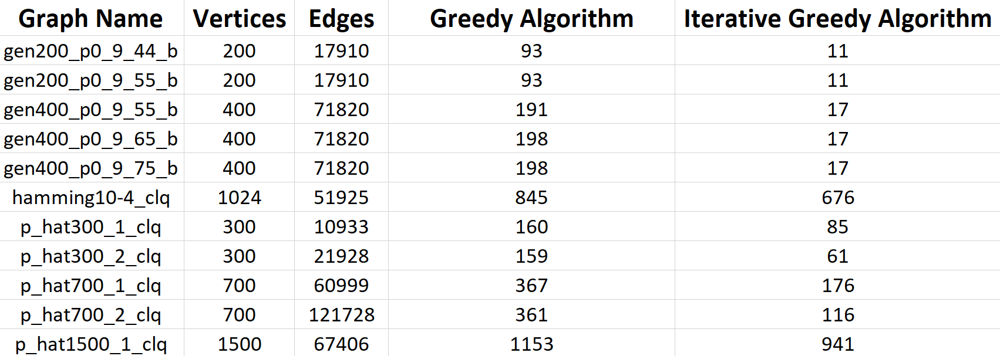 Graph Name Vertices Edges Greedy Algorithm Iterative Greedy Algorithm
gen200_p0_9_44_b 200 17910 93 11
gen200_p0_9_55_b 200 17910 93 11
gen400_p0_9_55_b 400 71820 191 17
gen400_p0_9_65_b 400 71820 198 17
gen400_p0_9_75_b 400 71820 198 17
hamming10-4_clq 1024 51925 845 676
p_hat300_1_clq 300 10933 160 85
p_hat300_2_clq 300 21928 159 61
p_hat700_1_clq 700 60999 367 176
p_hat700_2_clq 700 121728 361 116
p_hat1500_1_clq 1500 67406 1153 941